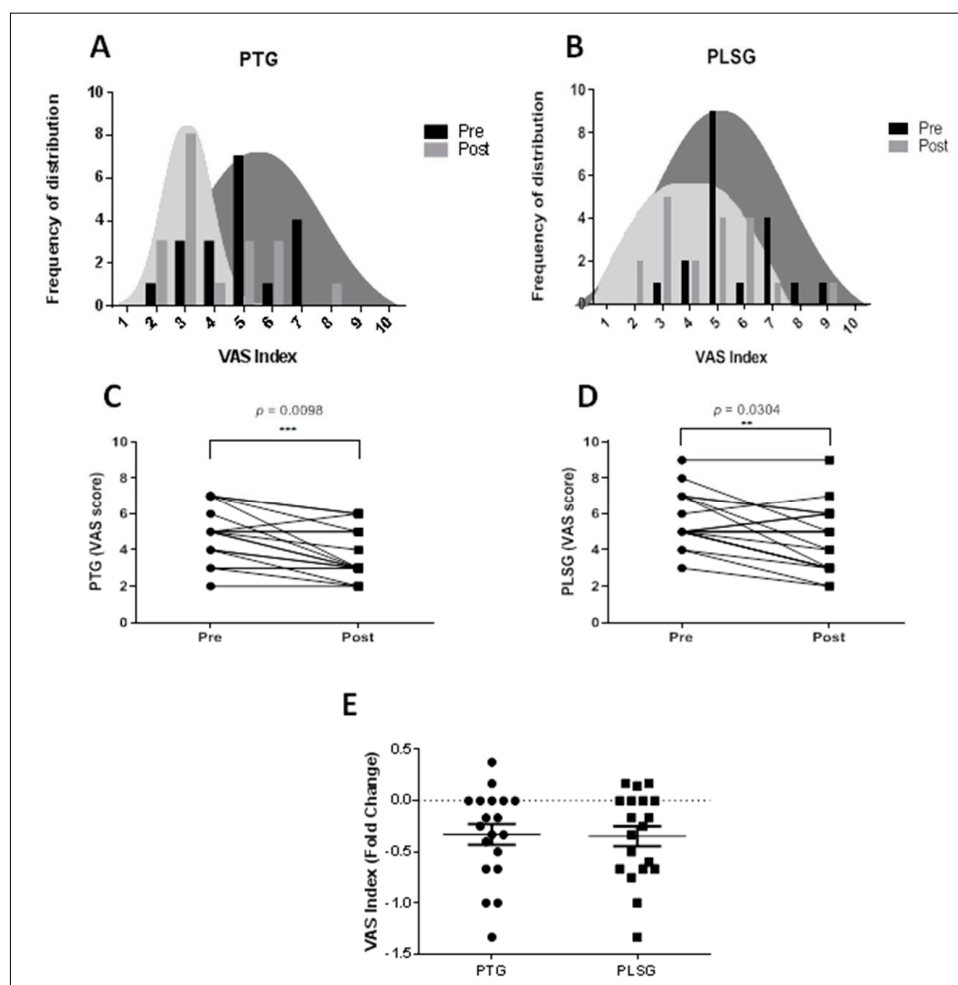 A
PTG
Frequency of distribution
10
8
6
4
2
0
1 2 3 4 5 6 7 8 9 10
VAS Index
Pre
Post
B
PLSG
Frequency of distribution
10
8
6
4
2
0
1 2 3 4 5 6 7 8 9 10
VAS Index
Pre
Post
C
p = 0.0098
***
PTG (VAS score)
10
8
6
4
2
0
Pre Post
D
p = 0.0304
**
PLSG (VAS score)
10
8
6
4
2
0
Pre Post
E
VAS Index (Fold Change)
0.5
0.0
-0.5
-1.0
-1.5
PTG PLSG